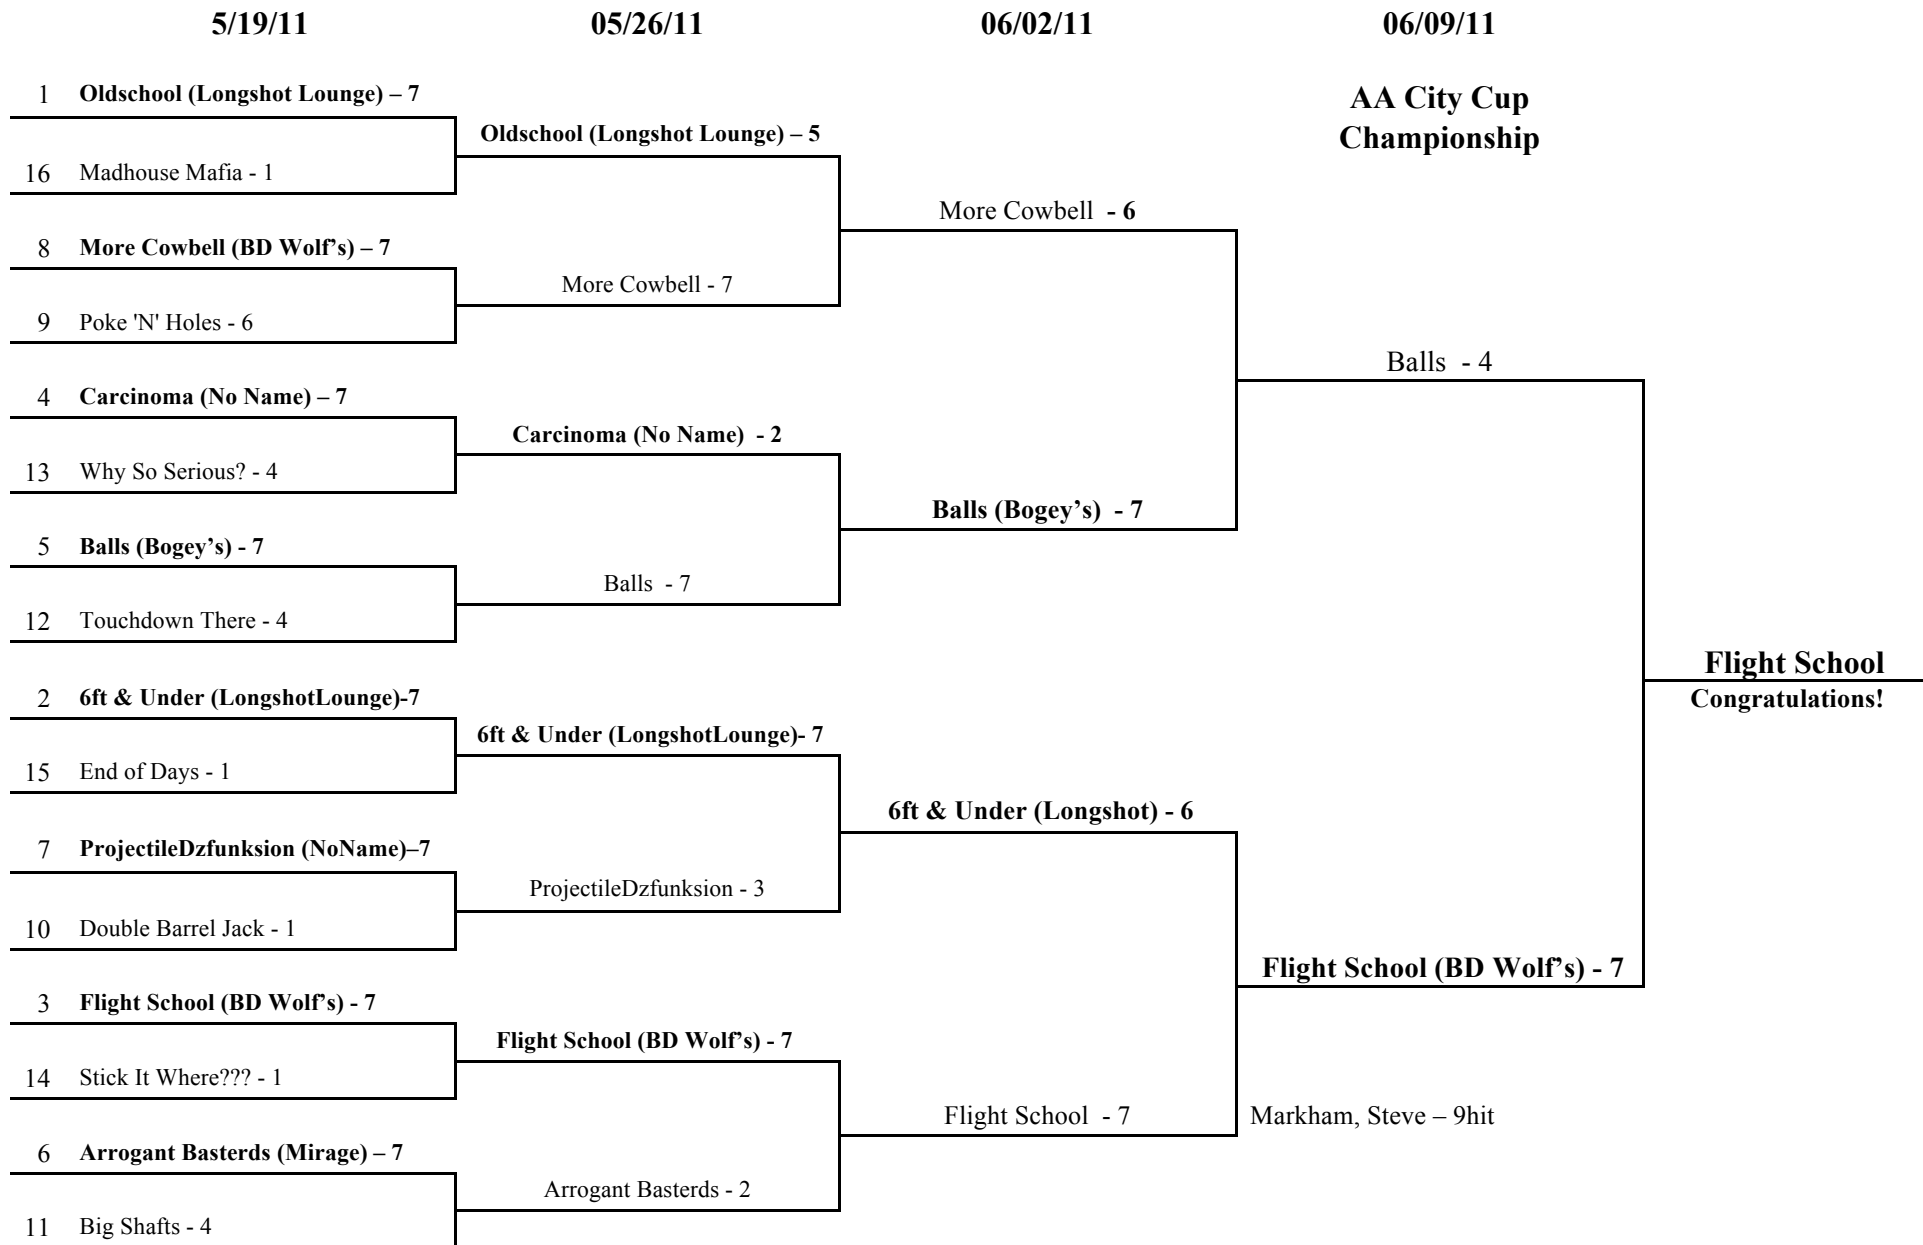 5/19/11 05/26/11 06/02/11 06/09/11
AA City Cup
Championship
1 Oldschool (Longshot Lounge) – 7
16 Madhouse Mafia - 1
8 More Cowbell (BD Wolf’s) – 7
9 Poke 'N' Holes - 6
4 Carcinoma (No Name) – 7
13 Why So Serious? - 4
5 Balls (Bogey’s) - 7
12 Touchdown There - 4
2 6ft & Under (LongshotLounge)-7
15 End of Days - 1
7 ProjectileDzfunksion (NoName)–7
10 Double Barrel Jack - 1
3 Flight School (BD Wolf’s) - 7
14 Stick It Where??? - 1
6 Arrogant Basterds (Mirage) – 7
11 Big Shafts - 4
Oldschool (Longshot Lounge) – 5
More Cowbell - 7
Carcinoma (No Name) - 2
Balls - 7
6ft & Under (LongshotLounge)- 7
ProjectileDzfunksion - 3
Flight School (BD Wolf’s) - 7
Arrogant Basterds - 2
More Cowbell - 6
Balls (Bogey’s) - 7
6ft & Under (Longshot) - 6
Flight School - 7
Balls - 4
Flight School (BD Wolf’s) - 7
Markham, Steve – 9hit
Flight School
Congratulations!